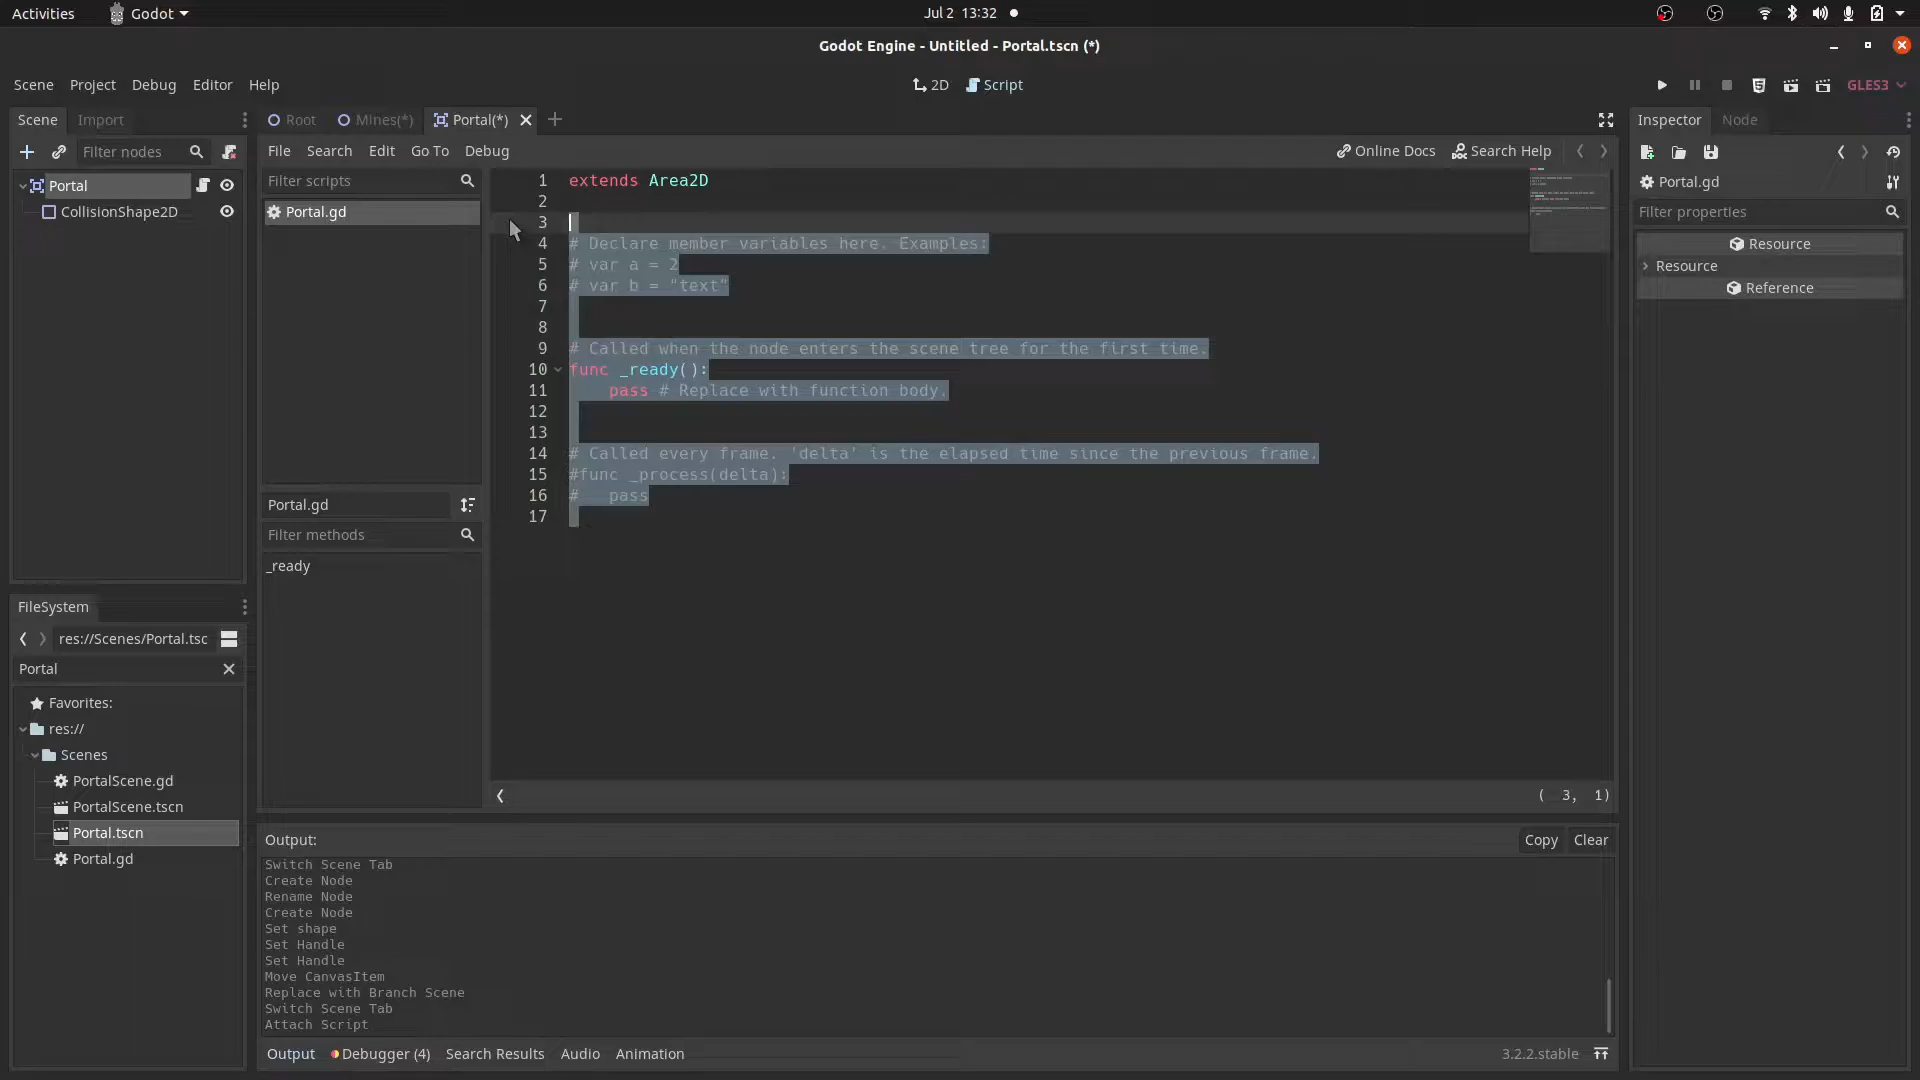 Activities
Godot
Jul 2 13:32
Godot Engine - Untitled - Portal.tscn (*)
Scene Project Debug Editor Help
2D Script
GLES3
Scene Import
Filter nodes
Portal
CollisionShape2D
Root Mines(*) Portal(*)
File Search Edit Go To Debug
Online Docs Search Help
Filter scripts
Portal.gd
1 extends Area2D
2
3
4 # Declare member variables here. Examples:
5 # var a = 2
6 # var b = "text"
7
8
9 # Called when the node enters the scene tree for the first time.
10 func _ready():
11 pass # Replace with function body.
12
13
14 # Called every frame. 'delta' is the elapsed time since the previous frame.
15 #func _process(delta):
16 # pass
17
( 3, 1)
Portal.gd
Filter methods
_ready
FileSystem
res://Scenes/Portal.tsc
Portal
Favorites:
res://
Scenes
PortalScene.gd
PortalScene.tscn
Portal.tscn
Portal.gd
Output:
Copy Clear
Switch Scene Tab
Create Node
Rename Node
Create Node
Set shape
Set Handle
Set Handle
Move CanvasItem
Replace with Branch Scene
Switch Scene Tab
Attach Script
Output Debugger (4) Search Results Audio Animation
3.2.2.stable
Inspector Node
Portal.gd
Filter properties
Resource
Resource
Reference